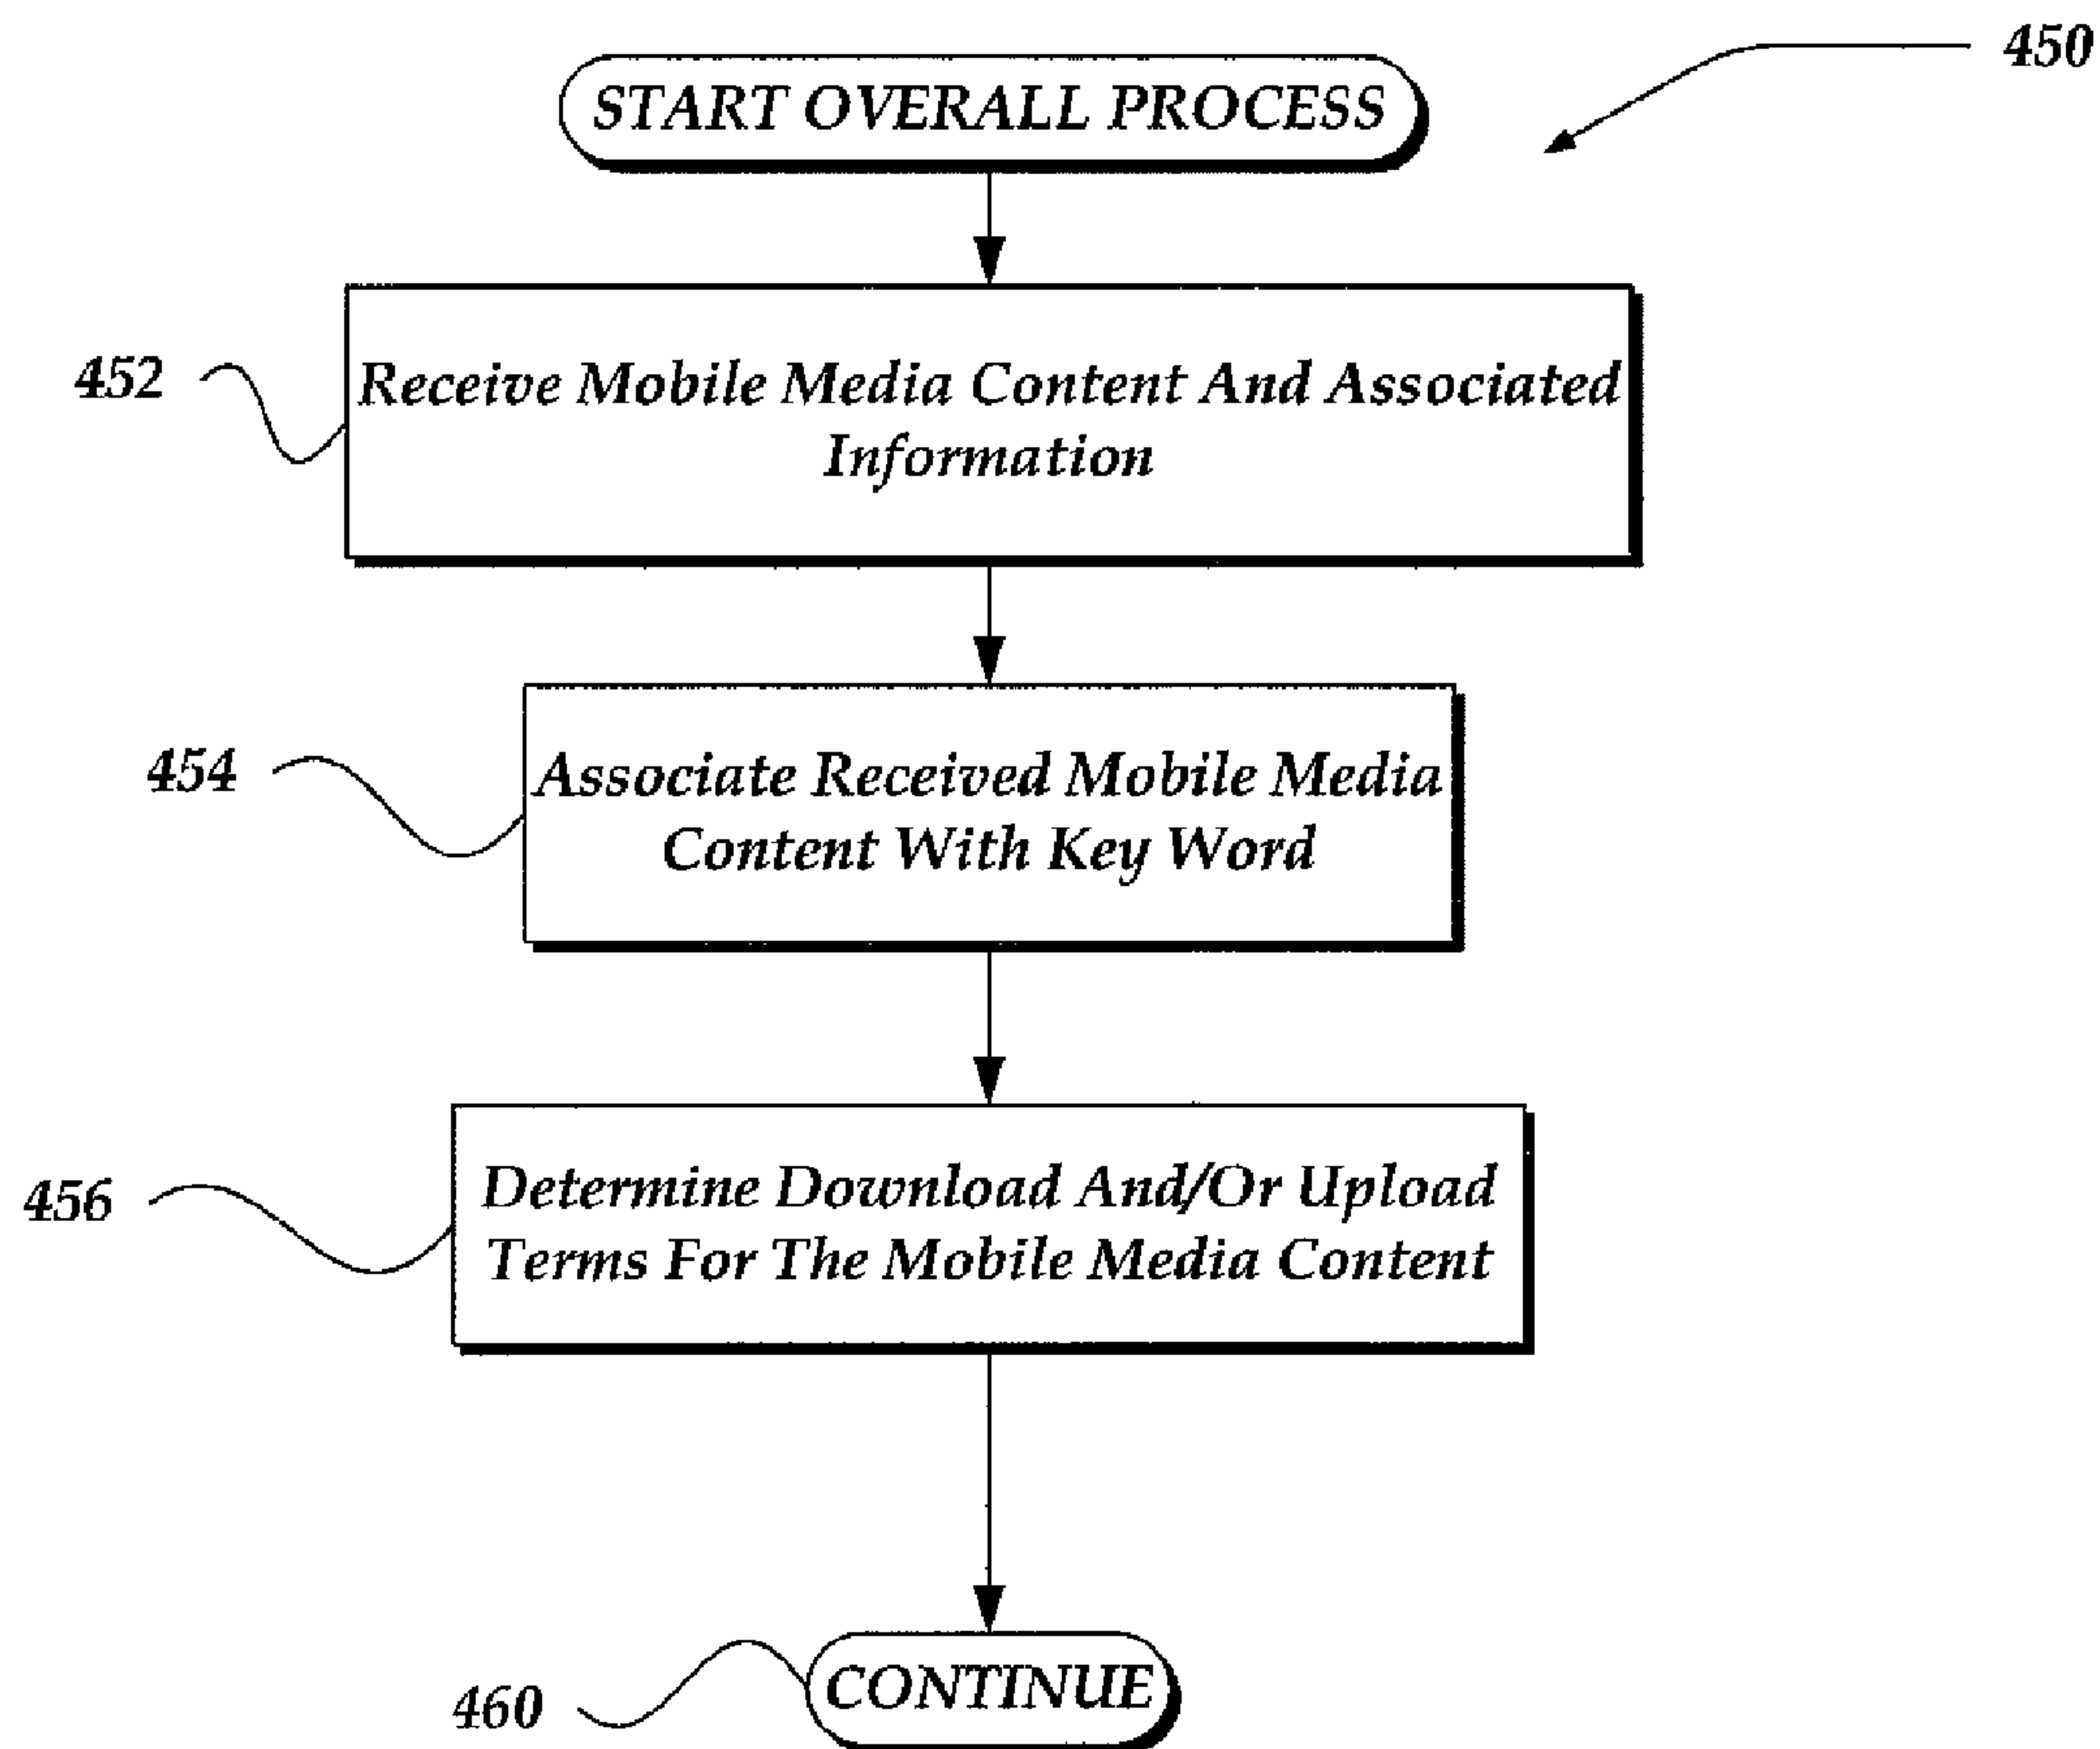 450
START OVERALL PROCESS
452
Receive Mobile Media Content And Associated
Information
454
Associate Received Mobile Media
Content With Key Word
456
Determine Download And/Or Upload
Terms For The Mobile Media Content
460
CONTINUE